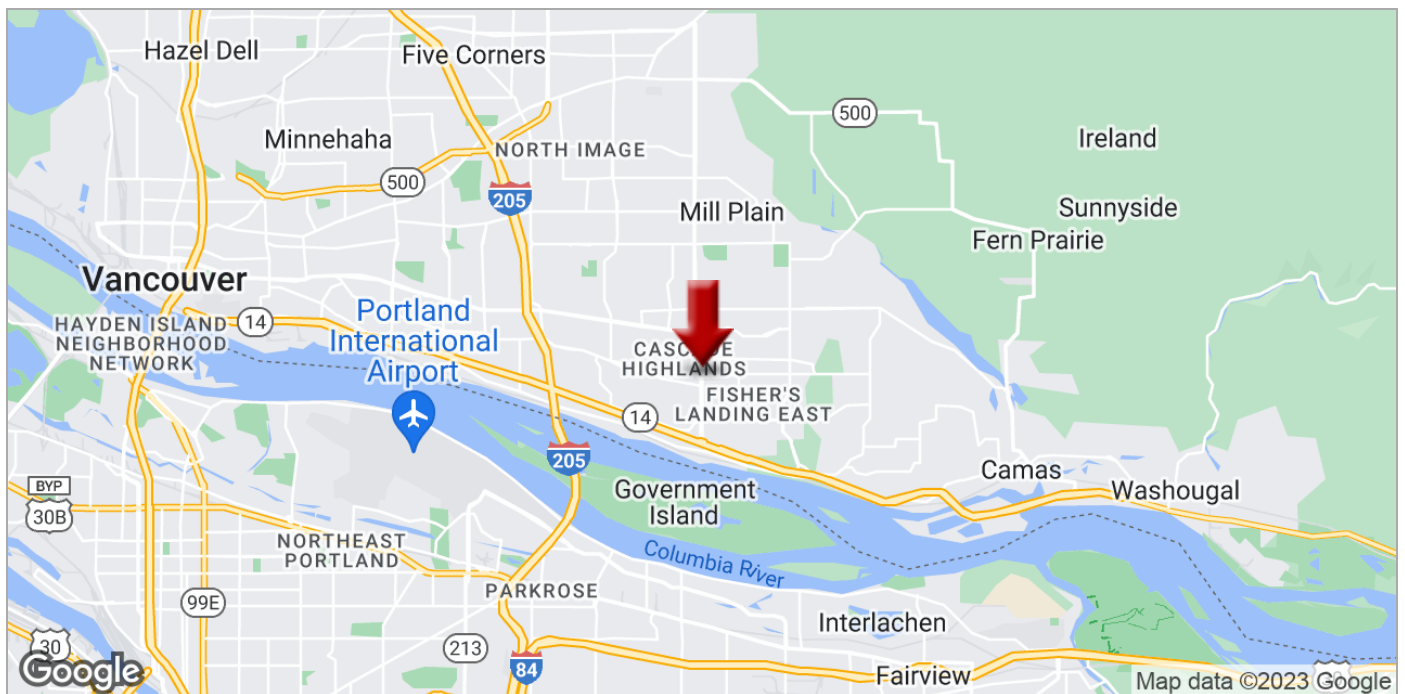 Hazel Dell
Five Corners
500
Ireland
Minnehaha
NORTH IMAGE
500
205
Mill Plain
Sunnyside
Fern Prairie
Vancouver
14
Portland
International
Airport
HAYDEN ISLAND
NEIGHBORHOOD
NETWORK
CASCADE
HIGHLANDS
FISHER'S
LANDING EAST
14
205
Camas
Washougal
Government
Island
BYP
30B
NORTHEAST
PORTLAND
Columbia River
PARKROSE
99E
Interlachen
30
213
84
Fairview
Google
Map data ©2023 Google